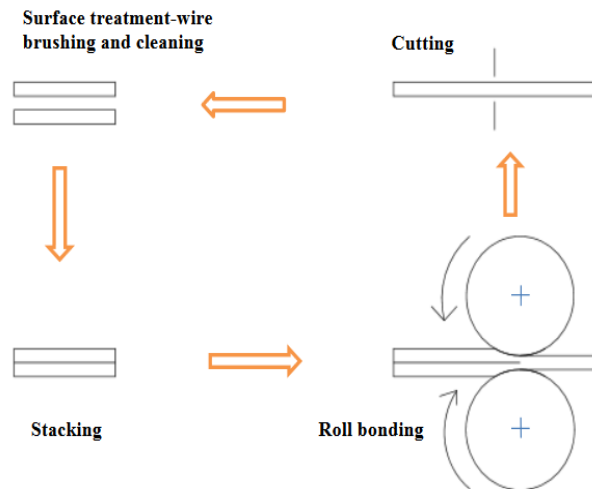 Surface treatment-wire
brushing and cleaning
Cutting
Stacking
Roll bonding